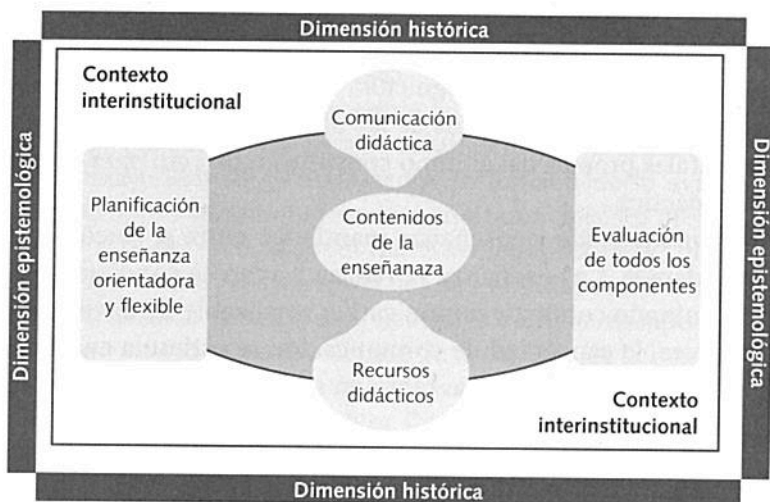 Dimensión histórica
Dimensión epistemológica
Contexto
interinstitucional
Comunicación
didáctica
Planificación
de la
enseñanza
orientadora
y flexible
Contenidos
de la
enseñanaza
Evaluación
de todos los
componentes
Recursos
didácticos
Contexto
interinstitucional
Dimensión epistemológica
Dimensión histórica